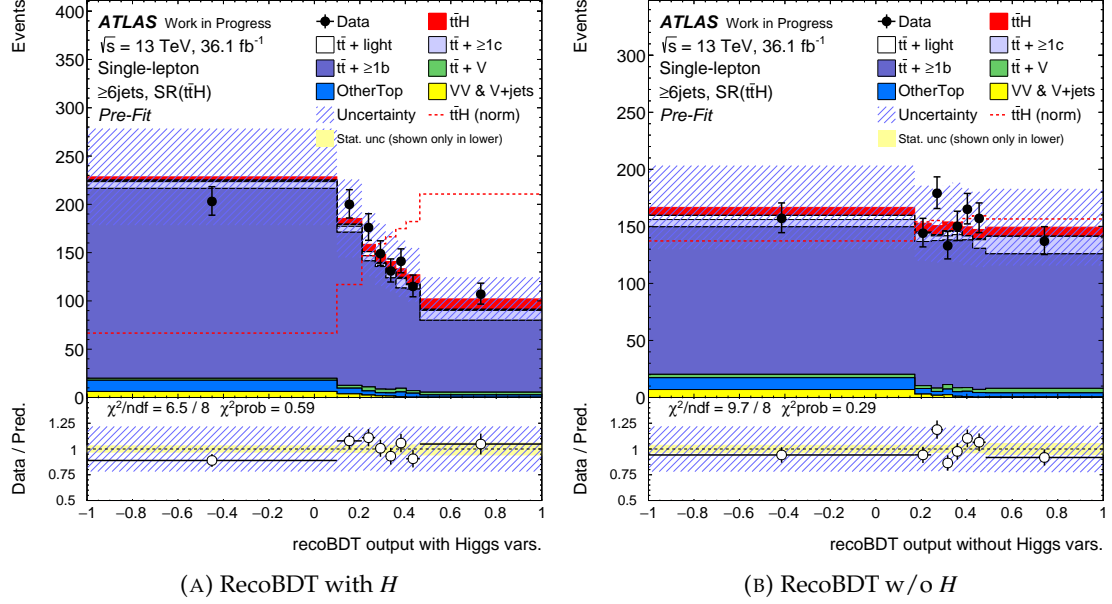 Events
400
350
300
250
200
150
100
50
0
ATLAS Work in Progress
√s = 13 TeV, 36.1 fb⁻¹
Single-lepton
≥6jets, SR(tt̄H)
Pre-Fit
Data
tt̄H
tt̄ + light
tt̄ + ≥1c
tt̄ + ≥1b
tt̄ + V
OtherTop
VV & V+jets
Uncertainty
tt̄H (norm)
Stat. unc (shown only in lower)
Data / Pred.
χ²/ndf = 6.5 / 8 χ²prob = 0.59
1.25
1
0.75
0.5
−1 −0.8 −0.6 −0.4 −0.2 0 0.2 0.4 0.6 0.8 1
recoBDT output with Higgs vars.
(A) RecoBDT with H
Events
300
250
200
150
100
50
0
ATLAS Work in Progress
√s = 13 TeV, 36.1 fb⁻¹
Single-lepton
≥6jets, SR(tt̄H)
Pre-Fit
Data
tt̄H
tt̄ + light
tt̄ + ≥1c
tt̄ + ≥1b
tt̄ + V
OtherTop
VV & V+jets
Uncertainty
tt̄H (norm)
Stat. unc (shown only in lower)
Data / Pred.
χ²/ndf = 9.7 / 8 χ²prob = 0.29
1.25
1
0.75
0.5
−1 −0.8 −0.6 −0.4 −0.2 0 0.2 0.4 0.6 0.8 1
recoBDT output without Higgs vars.
(B) RecoBDT w/o H